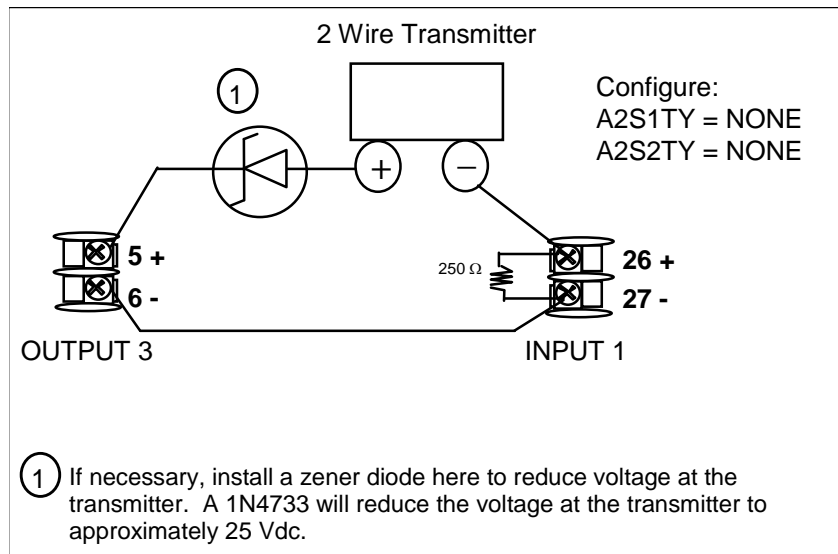 2 Wire Transmitter
1
Configure:
A2S1TY = NONE
A2S2TY = NONE
+
−
5 +
6 -
250 Ω
26 +
27 -
OUTPUT 3
INPUT 1
1 If necessary, install a zener diode here to reduce voltage at the
transmitter. A 1N4733 will reduce the voltage at the transmitter to
approximately 25 Vdc.